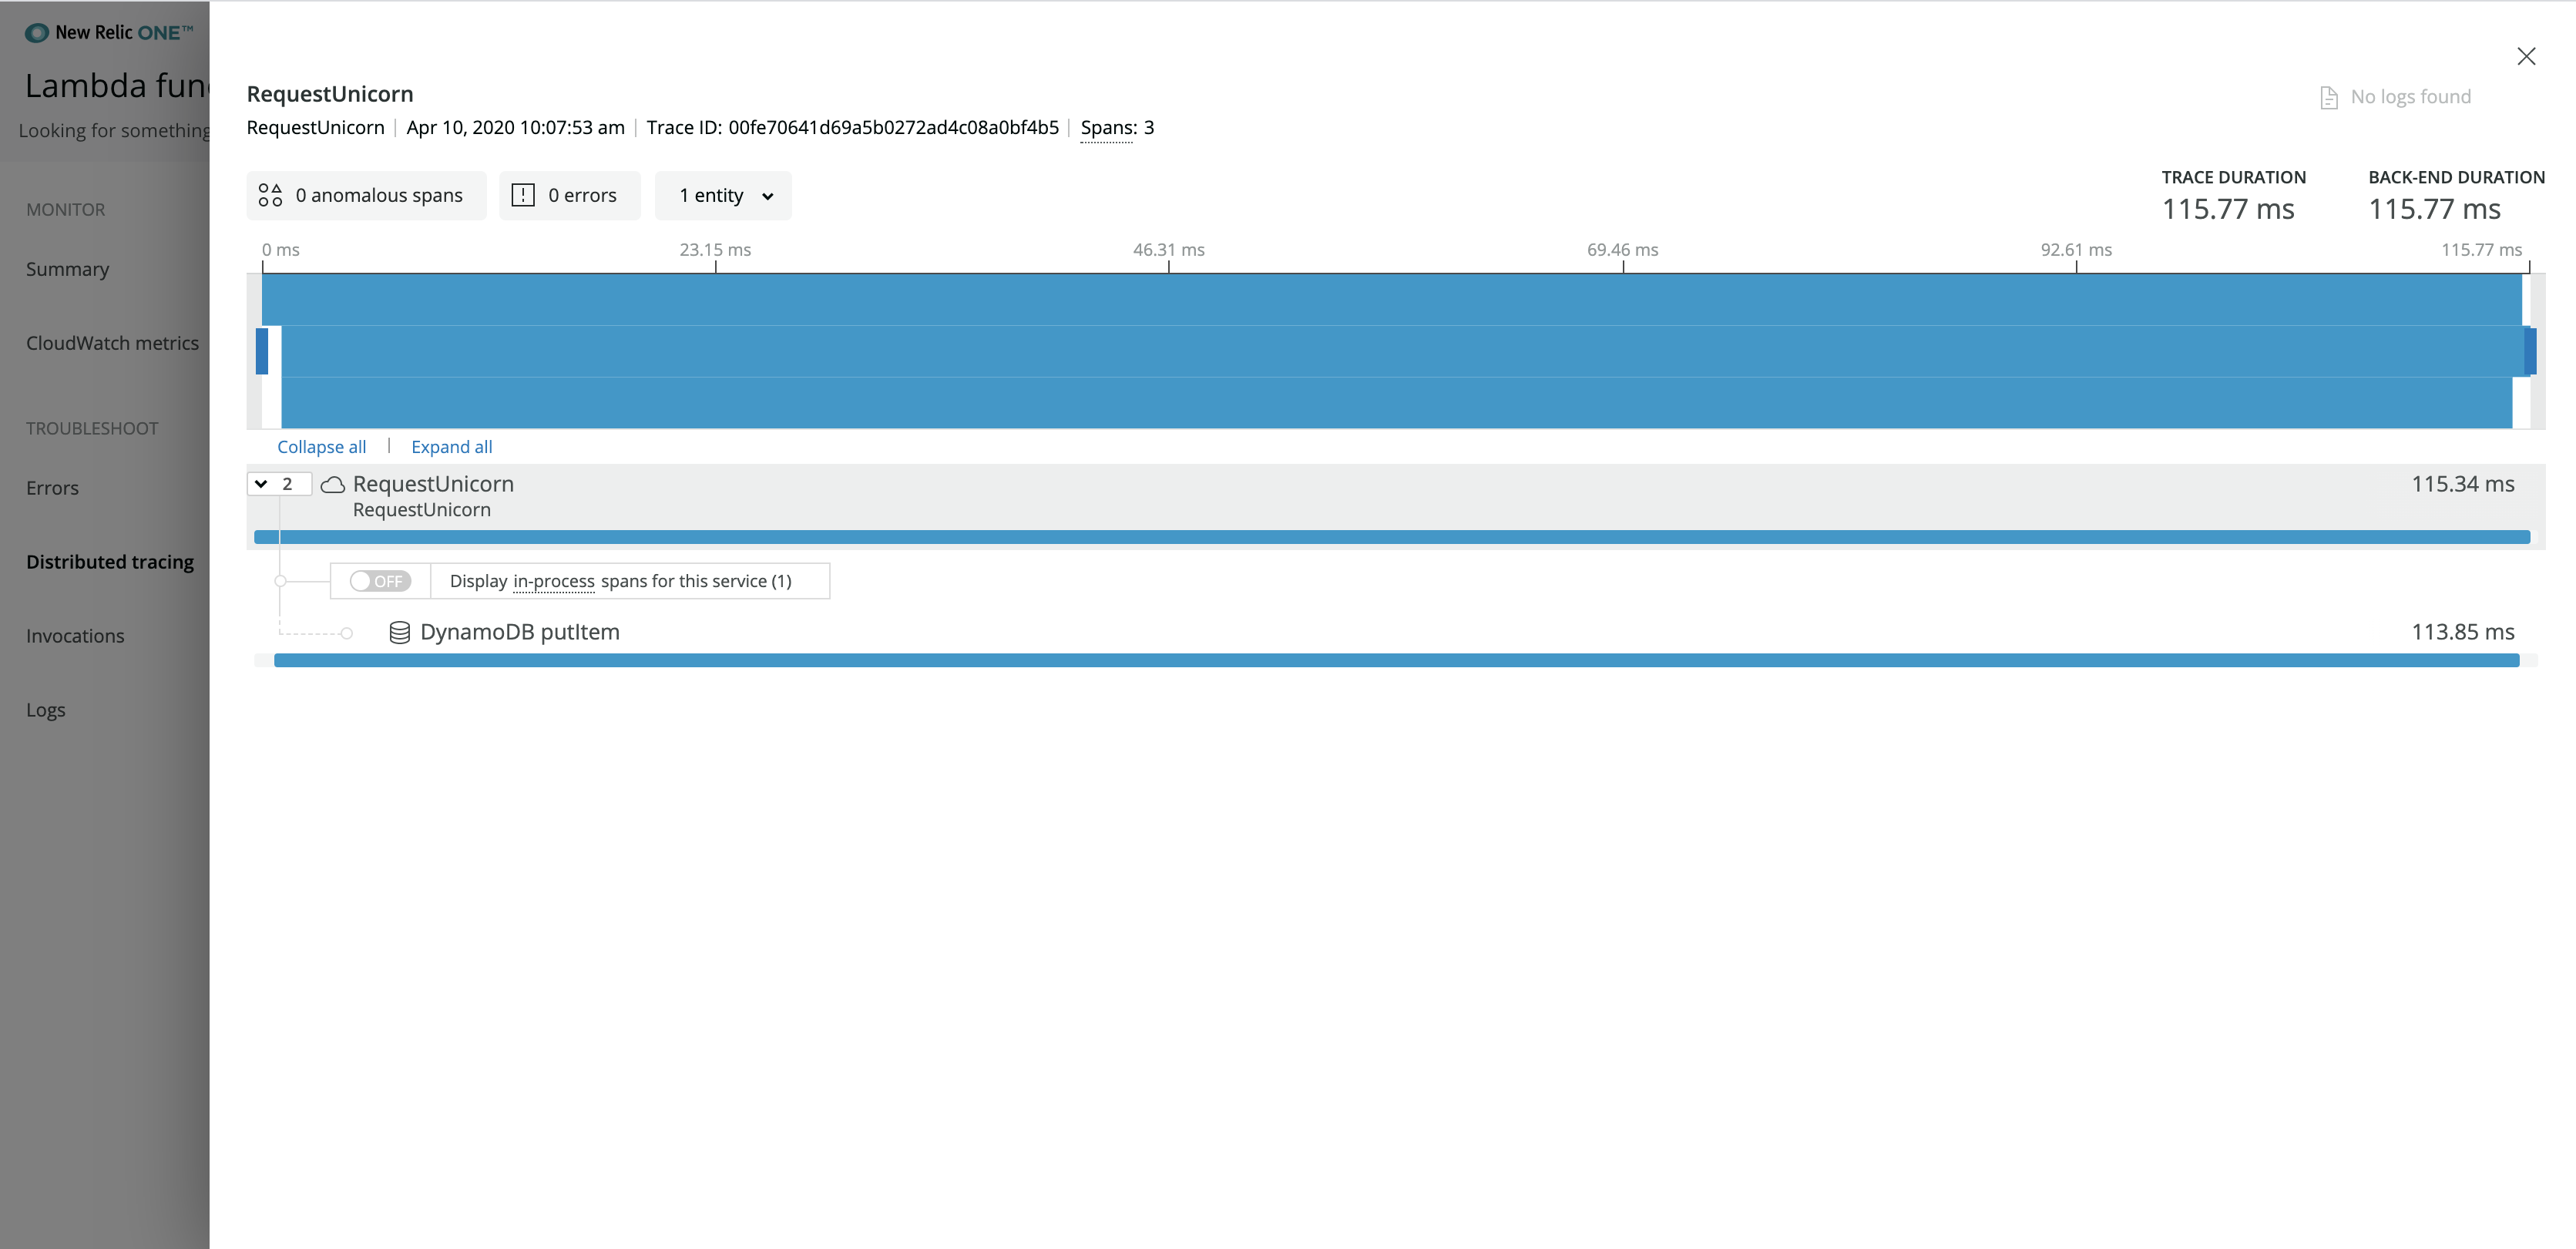 New Relic ONE™
Lambda fun
Looking for something
MONITOR
Summary
CloudWatch metrics
TROUBLESHOOT
Errors
Distributed tracing
Invocations
Logs
RequestUnicorn
No logs found
RequestUnicorn | Apr 10, 2020 10:07:53 am | Trace ID: 00fe70641d69a5b0272ad4c08a0bf4b5 | Spans: 3
0 anomalous spans
0 errors
1 entity
TRACE DURATION
115.77 ms
BACK-END DURATION
115.77 ms
0 ms 23.15 ms 46.31 ms 69.46 ms 92.61 ms 115.77 ms
Collapse all | Expand all
2 RequestUnicorn 115.34 ms
RequestUnicorn
OFF Display in-process spans for this service (1)
DynamoDB putItem 113.85 ms